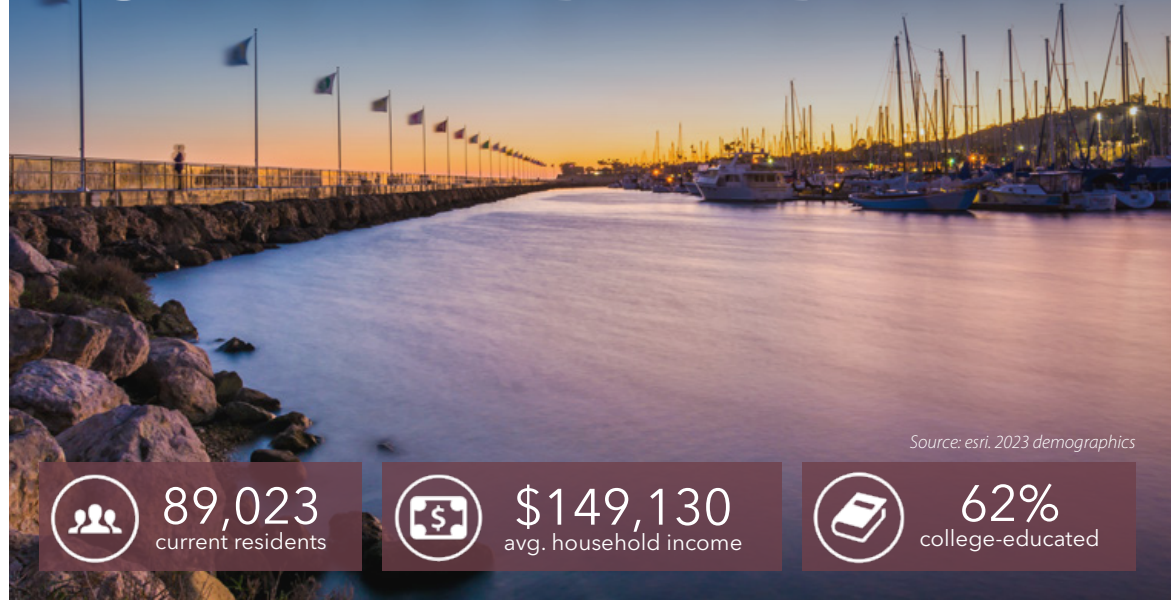 Source: esri. 2023 demographics
89,023
current residents
$149,130
avg. household income
62%
college-educated